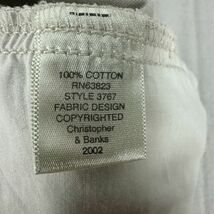 100% COTTON
RN63823
STYLE 3767
FABRIC DESIGN
COPYRIGHTED
Christopher
& Banks
2002